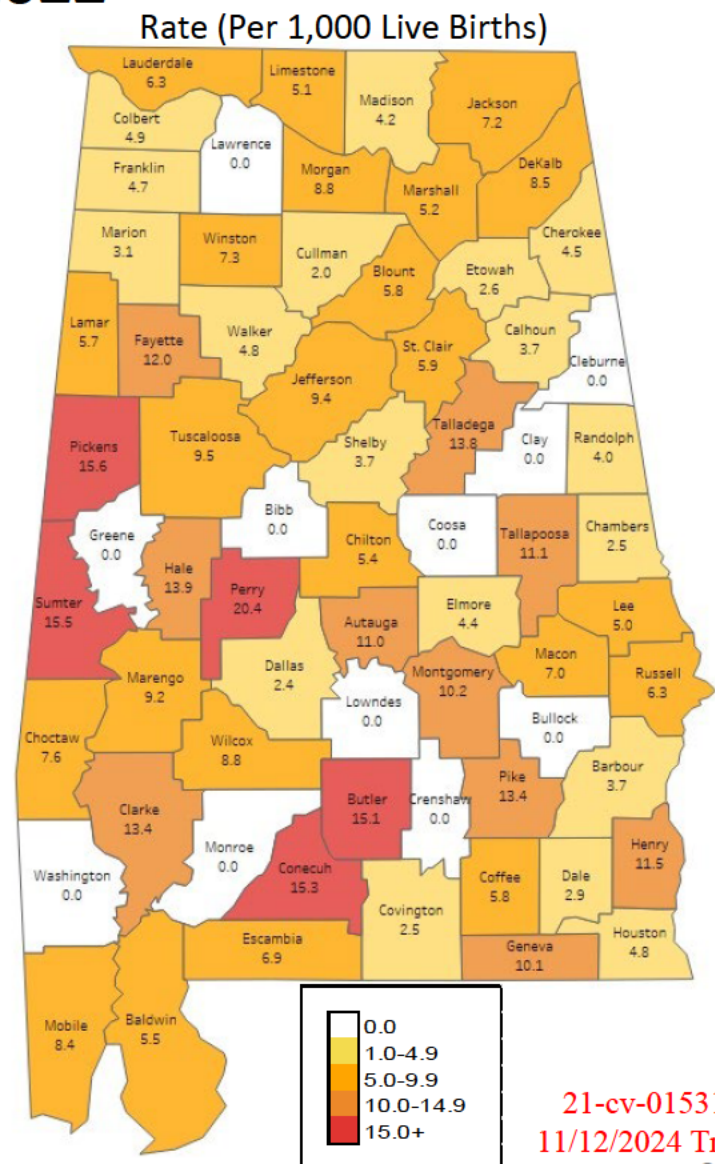 Rate (Per 1,000 Live Births)
Lauderdale
6.3
Limestone
5.1
Madison
4.2
Jackson
7.2
Colbert
4.9
Lawrence
0.0
Franklin
4.7
Morgan
8.8
Marshall
5.2
DeKalb
8.5
Marion
3.1
Winston
7.3
Cullman
2.0
Blount
5.8
Etowah
2.6
Cherokee
4.5
Lamar
5.7
Fayette
12.0
Walker
4.8
Jefferson
9.4
St. Clair
5.9
Calhoun
3.7
Cleburne
0.0
Pickens
15.6
Tuscaloosa
9.5
Shelby
3.7
Talladega
13.8
Clay
0.0
Randolph
4.0
Greene
0.0
Hale
13.9
Bibb
0.0
Chilton
5.4
Coosa
0.0
Tallapoosa
11.1
Chambers
2.5
Sumter
15.5
Perry
20.4
Autauga
11.0
Elmore
4.4
Lee
5.0
Marengo
9.2
Dallas
2.4
Lowndes
0.0
Montgomery
10.2
Macon
7.0
Russell
6.3
Bullock
0.0
Choctaw
7.6
Wilcox
8.8
Butler
15.1
Crenshaw
0.0
Pike
13.4
Barbour
3.7
Clarke
13.4
Monroe
0.0
Conecuh
15.3
Washington
0.0
Covington
2.5
Coffee
5.8
Dale
2.9
Henry
11.5
Escambia
6.9
Geneva
10.1
Houston
4.8
Mobile
8.4
Baldwin
5.5
0.0
1.0-4.9
5.0-9.9
10.0-14.9
15.0+
21-cv-01531
11/12/2024 Tr